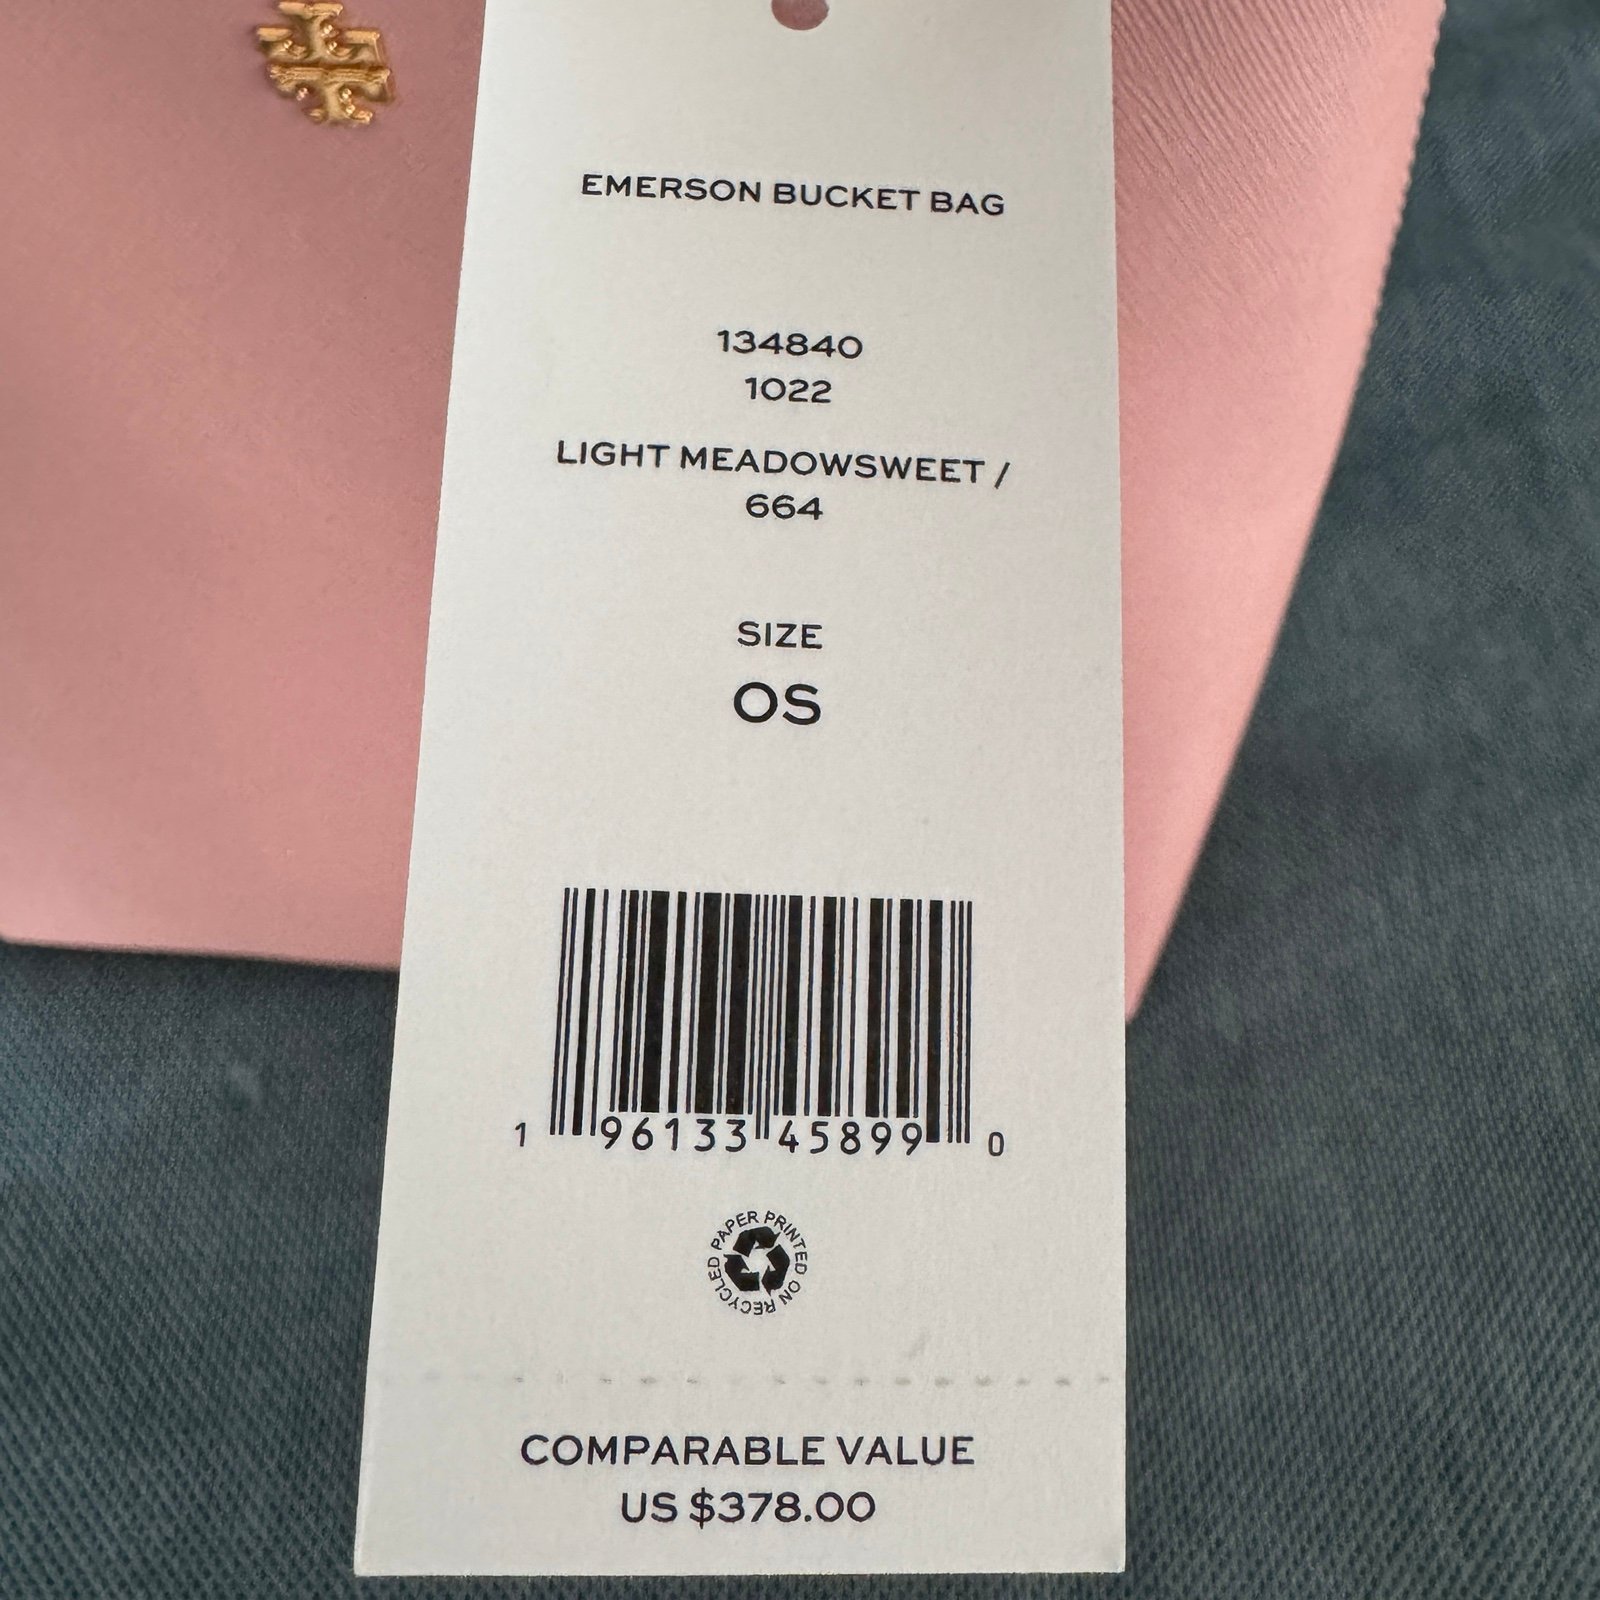 EMERSON BUCKET BAG
134840
1022
LIGHT MEADOWSWEET /
664
SIZE
OS
1 96133 45899 0
PAPER PRINTED ON RECYCLED
COMPARABLE VALUE
US $378.00